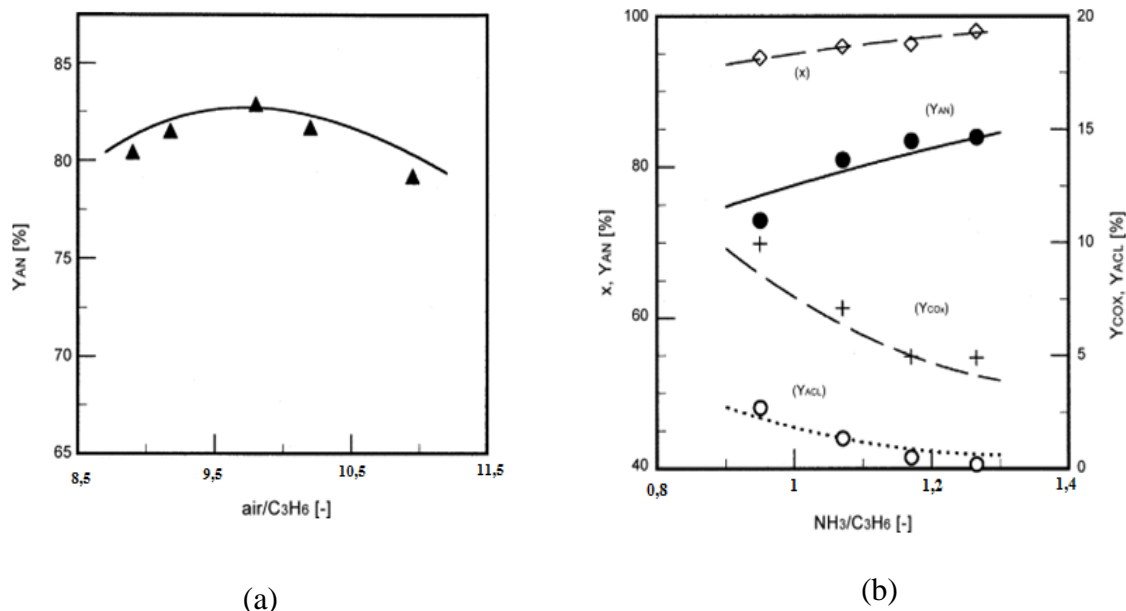 85
80
75
70
65
YAN [%]
8,5
9,5
10,5
11,5
air/C3H6 [-]
(a)
100
80
60
40
x, YAN [%]
20
15
10
5
0
YCOX, YACL [%]
(x)
(YAN)
(YCOx)
(YACL)
0,8
1
1,2
1,4
NH3/C3H6 [-]
(b)